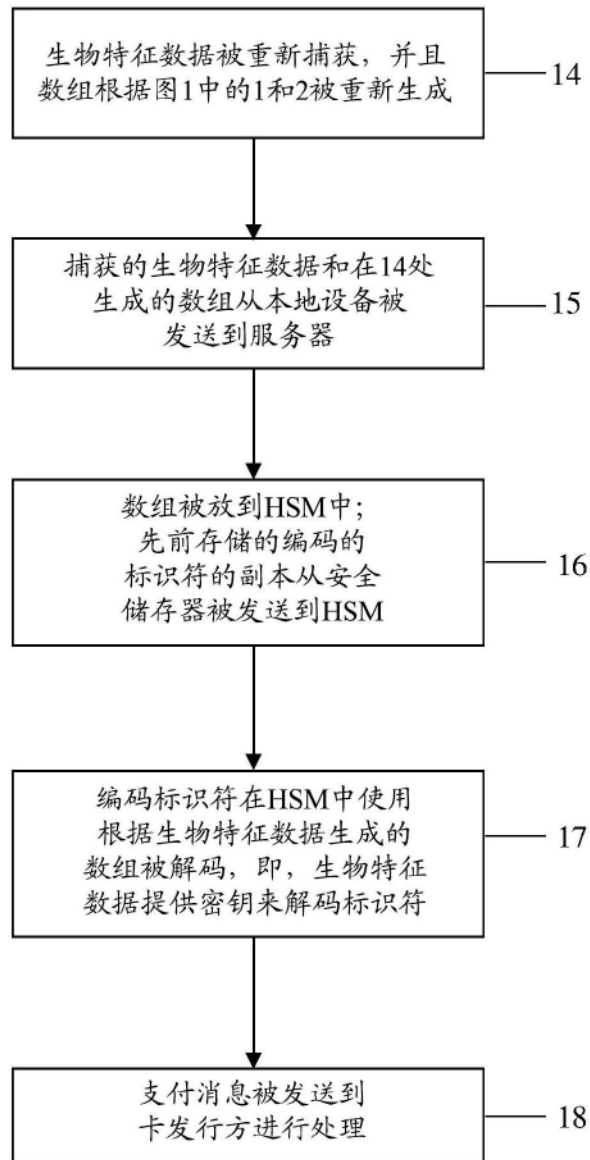 生物特征数据被重新捕获，并且
数组根据图1中的1和2被重新生成
14
捕获的生物特征数据和在14处
生成的数组从本地设备被
发送到服务器
15
数组被放到HSM中；
先前存储的编码的
标识符的副本从安全
储存器被发送到HSM
16
编码标识符在HSM中使用
根据生物特征数据生成的
数组被解码，即，生物特征
数据提供密钥来解码标识符
17
支付消息被发送到
卡发行方进行处理
18